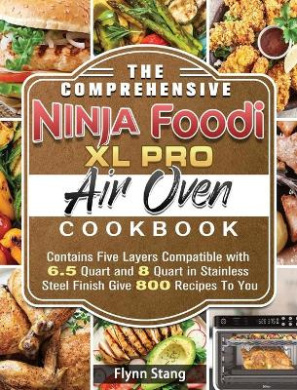 THE
COMPREHENSIVE
NINJA FOODi
XL PRO
Air Oven
COOKBOOK
Contains Five Layers Compatible with
6.5 Quart and 8 Quart in Stainless
Steel Finish Give 800 Recipes To You
Flynn Stang